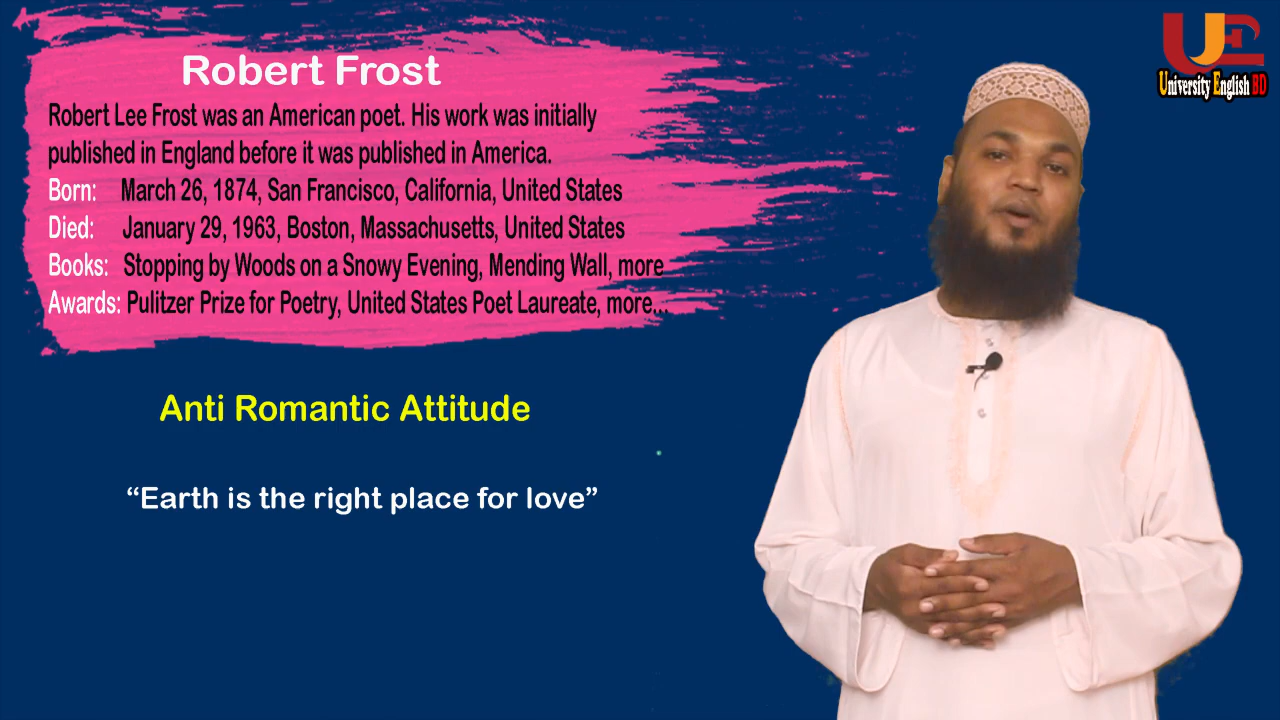 Robert Frost
Robert Lee Frost was an American poet. His work was initially
published in England before it was published in America.
Born: March 26, 1874, San Francisco, California, United States
Died: January 29, 1963, Boston, Massachusetts, United States
Books: Stopping by Woods on a Snowy Evening, Mending Wall, more
Awards: Pulitzer Prize for Poetry, United States Poet Laureate, more...
Anti Romantic Attitude
“Earth is the right place for love”
UE
University English BD